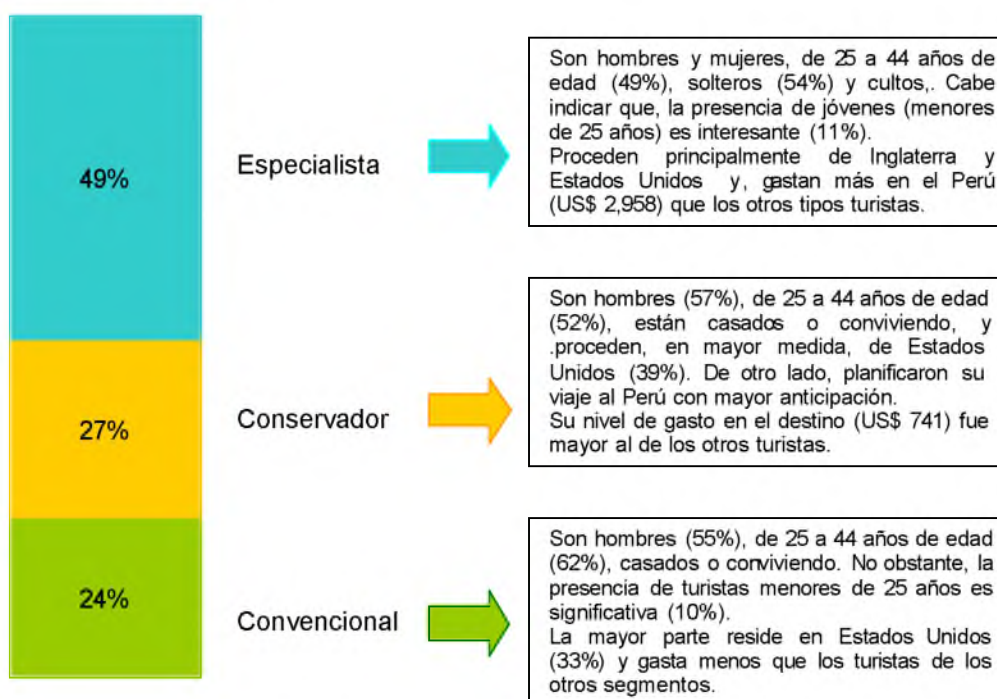 49%
Especialista
Son hombres y mujeres, de 25 a 44 años de
edad (49%), solteros (54%) y cultos,. Cabe
indicar que, la presencia de jóvenes (menores
de 25 años) es interesante (11%).
Proceden principalmente de Inglaterra y
Estados Unidos y, gastan más en el Perú
(US$ 2,958) que los otros tipos turistas.
27%
Conservador
Son hombres (57%), de 25 a 44 años de edad
(52%), están casados o conviviendo, y
.proceden, en mayor medida, de Estados
Unidos (39%). De otro lado, planificaron su
viaje al Perú con mayor anticipación.
Su nivel de gasto en el destino (US$ 741) fue
mayor al de los otros turistas.
24%
Convencional
Son hombres (55%), de 25 a 44 años de edad
(62%), casados o conviviendo. No obstante, la
presencia de turistas menores de 25 años es
significativa (10%).
La mayor parte reside en Estados Unidos
(33%) y gasta menos que los turistas de los
otros segmentos.